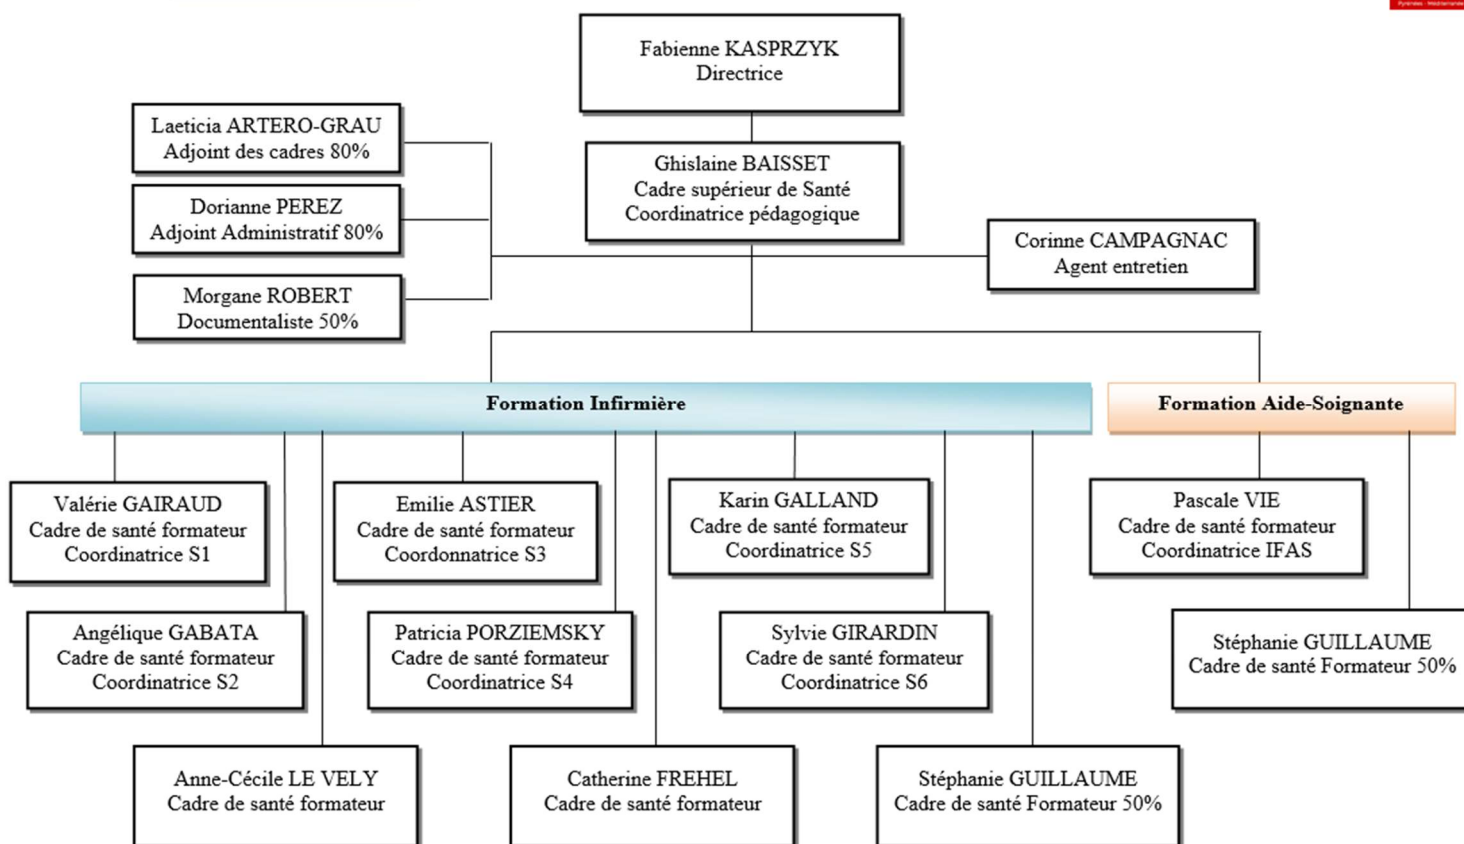 Pyrénées - Méditerranée
Fabienne KASPRZYK
Directrice
Laeticia ARTERO-GRAU
Adjoint des cadres 80%
Ghislaine BAISSET
Cadre supérieur de Santé
Coordinatrice pédagogique
Dorianne PEREZ
Adjoint Administratif 80%
Corinne CAMPAGNAC
Agent entretien
Morgane ROBERT
Documentaliste 50%
Formation Infirmière
Formation Aide-Soignante
Valérie GAIRAUD
Cadre de santé formateur
Coordinatrice S1
Emilie ASTIER
Cadre de santé formateur
Coordonnatrice S3
Karin GALLAND
Cadre de santé formateur
Coordinatrice S5
Pascale VIE
Cadre de santé formateur
Coordinatrice IFAS
Angélique GABATA
Cadre de santé formateur
Coordinatrice S2
Patricia PORZIEMSKY
Cadre de santé formateur
Coordinatrice S4
Sylvie GIRARDIN
Cadre de santé formateur
Coordinatrice S6
Stéphanie GUILLAUME
Cadre de santé Formateur 50%
Anne-Cécile LE VELY
Cadre de santé formateur
Catherine FREHEL
Cadre de santé formateur
Stéphanie GUILLAUME
Cadre de santé Formateur 50%